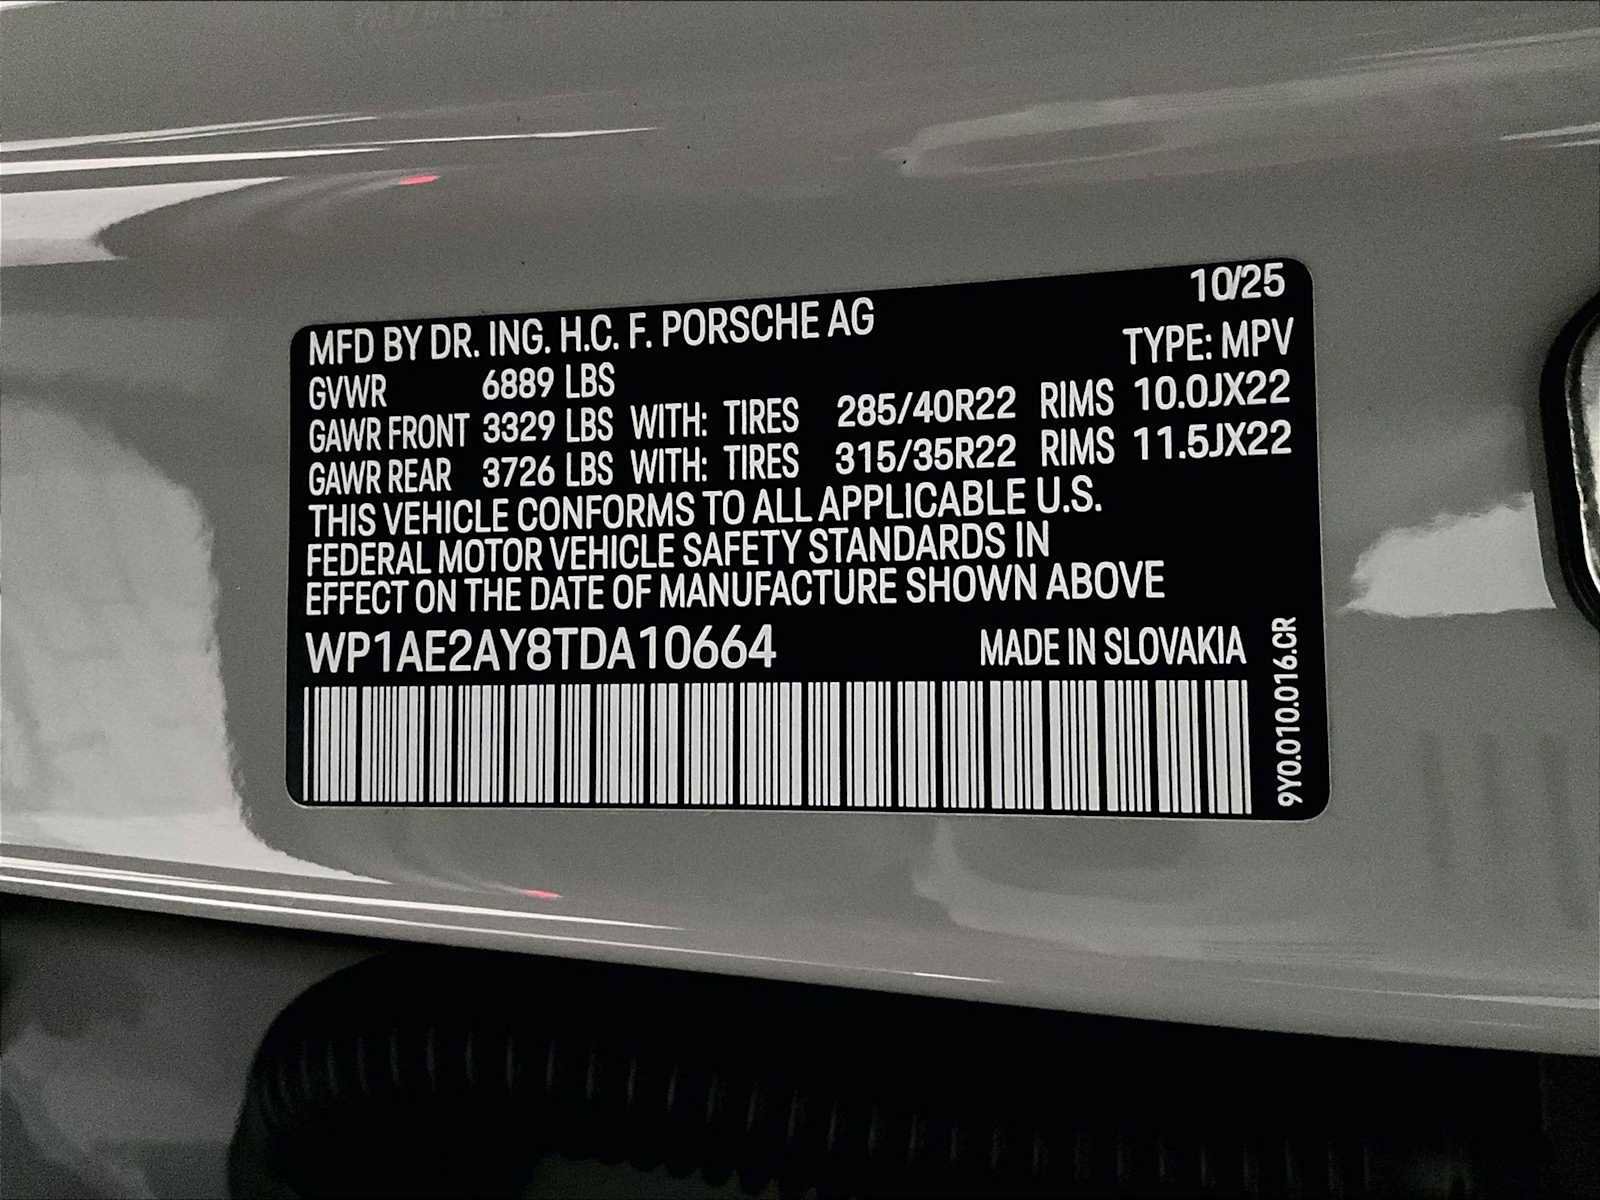 10/25
MFD BY DR. ING. H.C. F. PORSCHE AG
TYPE: MPV
GVWR 6889 LBS
GAWR FRONT 3329 LBS WITH: TIRES 285/40R22 RIMS 10.0JX22
GAWR REAR 3726 LBS WITH: TIRES 315/35R22 RIMS 11.5JX22
THIS VEHICLE CONFORMS TO ALL APPLICABLE U.S.
FEDERAL MOTOR VEHICLE SAFETY STANDARDS IN
EFFECT ON THE DATE OF MANUFACTURE SHOWN ABOVE
WP1AE2AY8TDA10664 MADE IN SLOVAKIA
9Y0.010.016.CR